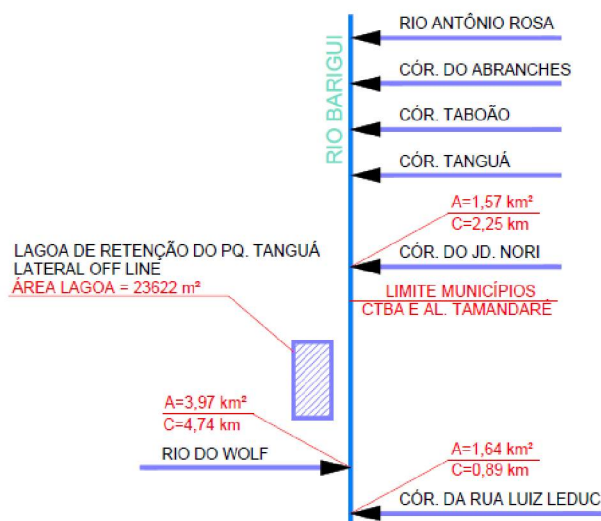 RIO ANTÔNIO ROSA
CÓR. DO ABRANCHES
RIO BARIGUI
CÓR. TABOÃO
CÓR. TANGUÁ
A=1,57 km²
C=2,25 km
CÓR. DO JD. NORI
LAGOA DE RETENÇÃO DO PQ. TANGUÁ
LATERAL OFF LINE
ÁREA LAGOA = 23622 m²
LIMITE MUNICÍPIOS
CTBA E AL. TAMANDARÉ
A=3,97 km²
C=4,74 km
RIO DO WOLF
A=1,64 km²
C=0,89 km
CÓR. DA RUA LUIZ LEDUC